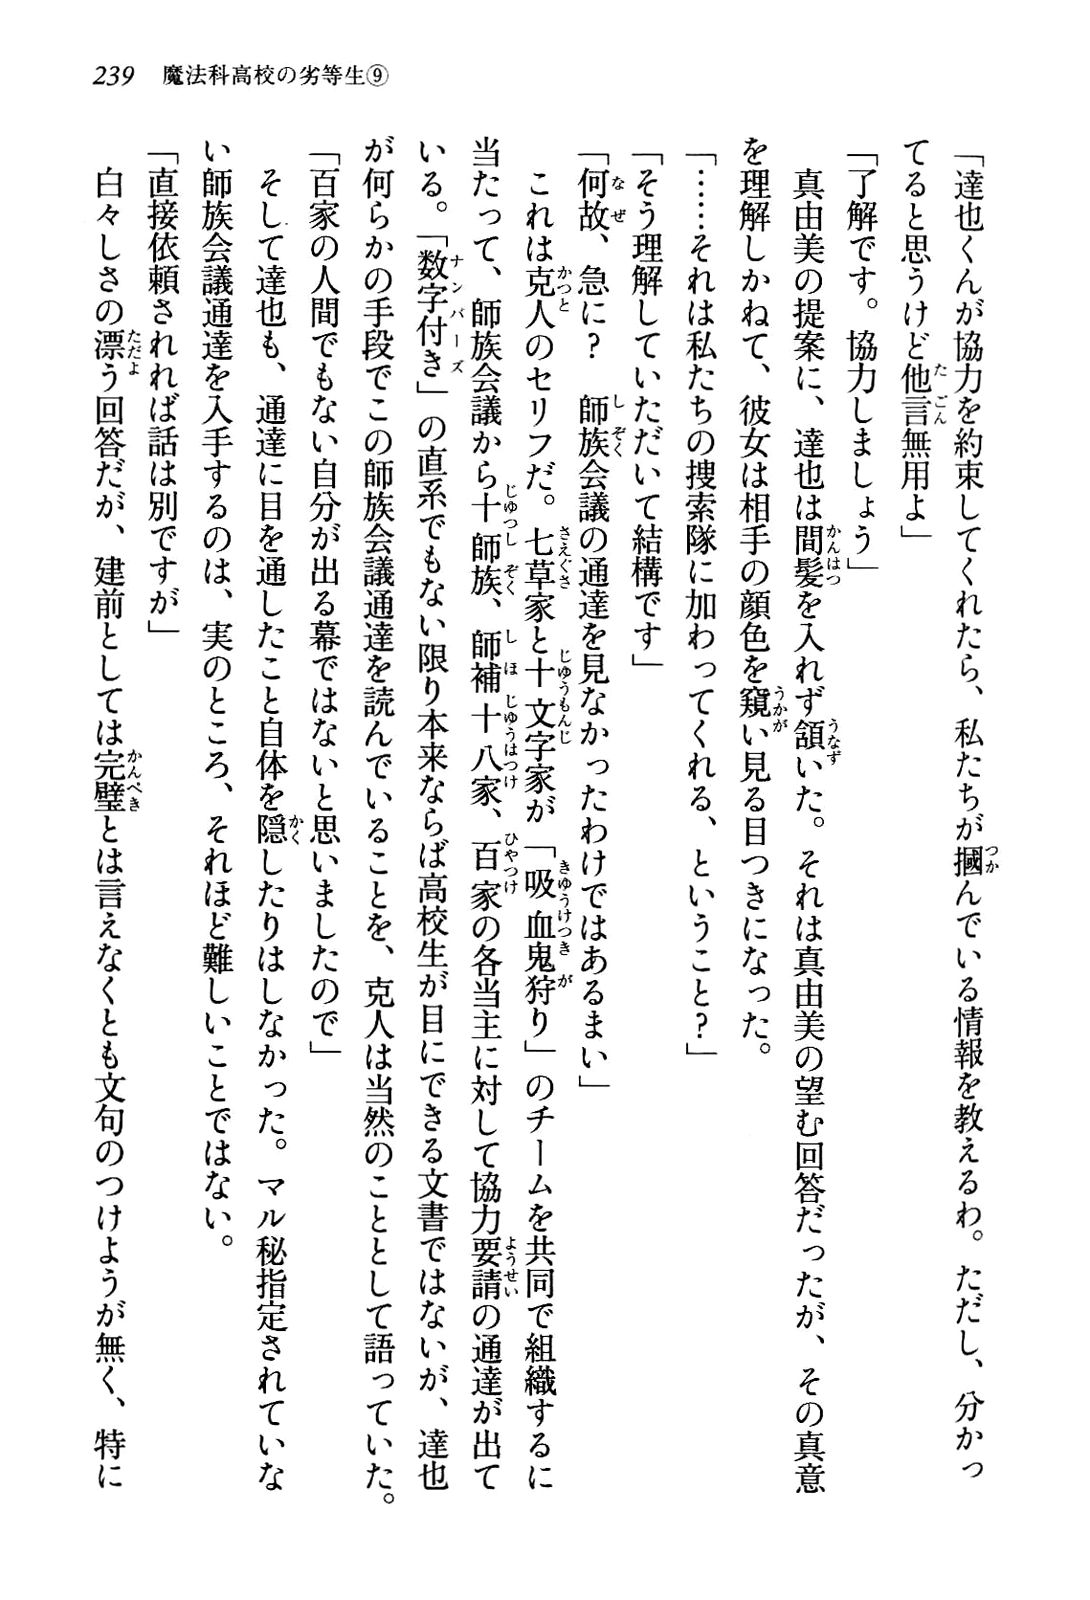 239　魔法科高校の劣等生⑨
「達也くんが協力を約束してくれたら、私たちが摑んでいる情報を教えるわ。ただし、分かっ
てると思うけど他言無用よ」
「了解です。協力しましょう」
　真由美の提案に、達也は間髪を入れず頷いた。それは真由美の望む回答だったが、その真意
を理解しかねて、彼女は相手の顔色を窺い見る目つきになった。
「……それは私たちの捜索隊に加わってくれる、ということ？」
「そう理解していただいて結構です」
「何故、急に？　師族会議の通達を見なかったわけではあるまい」
　これは克人のセリフだ。七草家と十文字家が「吸血鬼狩り」のチームを共同で組織するに
当たって、師族会議から十師族、師補十八家、百家の各当主に対して協力要請の通達が出て
いる。「数字付き」の直系でもない限り本来ならば高校生が目にできる文書ではないが、達也
が何らかの手段でこの師族会議通達を読んでいることを、克人は当然のこととして語っていた。
「百家の人間でもない自分が出る幕ではないと思いましたので」
　そして達也も、通達に目を通したこと自体を隠したりはしなかった。マル秘指定されていな
い師族会議通達を入手するのは、実のところ、それほど難しいことではない。
「直接依頼されれば話は別ですが」
　白々しさの漂う回答だが、建前としては完璧とは言えなくとも文句のつけようが無く、特に